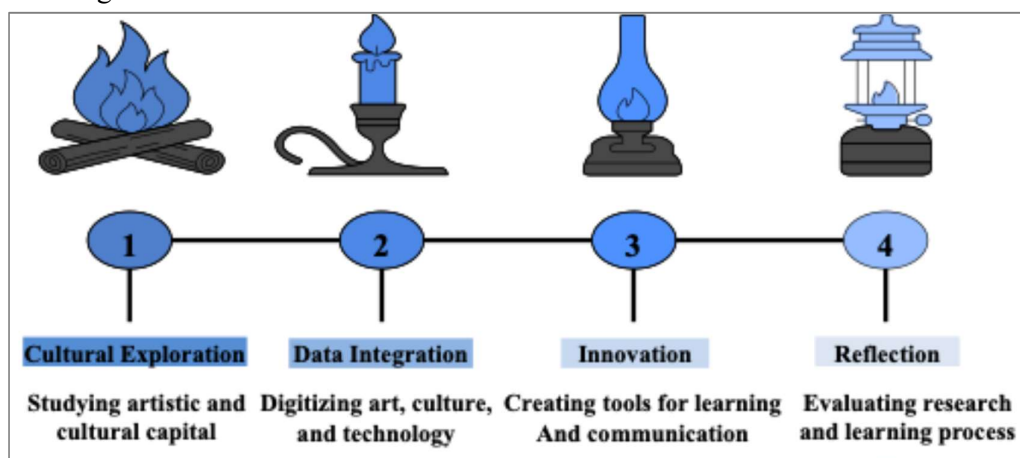 1
2
3
4
Cultural Exploration
Data Integration
Innovation
Reflection
Studying artistic and
cultural capital
Digitizing art, culture,
and technology
Creating tools for learning
And communication
Evaluating research
and learning process